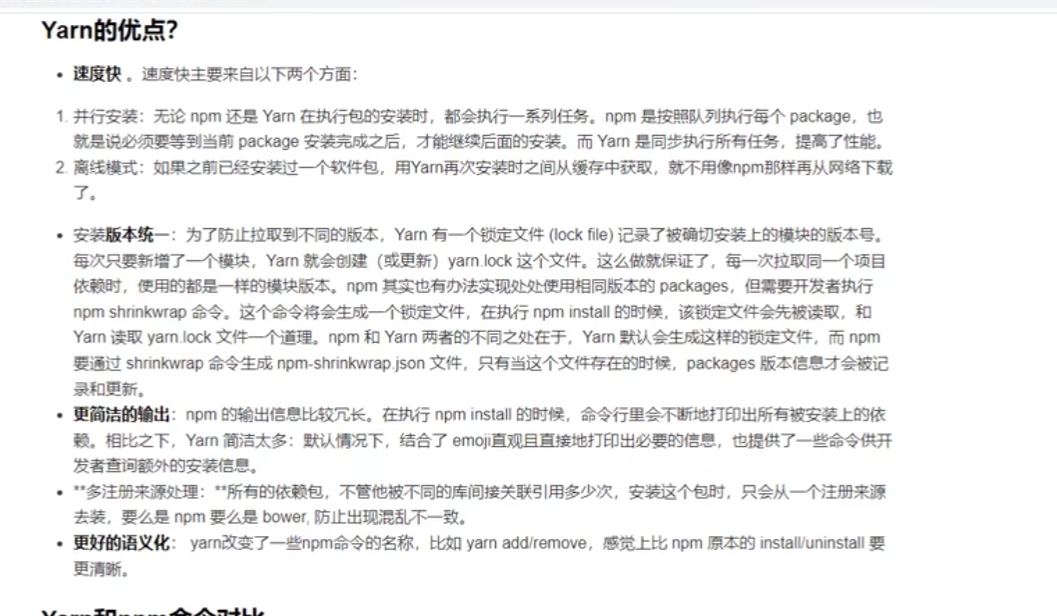 Yarn的优点？
• 速度快 。速度快主要来自以下两个方面：
1. 并行安装：无论 npm 还是 Yarn 在执行包的安装时，都会执行一系列任务。npm 是按照队列执行每个 package，也
就是说必须要等到当前 package 安装完成之后，才能继续后面的安装。而 Yarn 是同步执行所有任务，提高了性能。
2. 离线模式：如果之前已经安装过一个软件包，用Yarn再次安装时之间从缓存中获取，就不用像npm那样再从网络下载
了。
• 安装版本统一：为了防止拉取到不同的版本，Yarn 有一个锁定文件 (lock file) 记录了被确切安装上的模块的版本号。
每次只要新增了一个模块，Yarn 就会创建（或更新）yarn.lock 这个文件。这么做就保证了，每一次拉取同一个项目
依赖时，使用的都是一样的模块版本。npm 其实也有办法实现处处使用相同版本的 packages，但需要开发者执行
npm shrinkwrap 命令。这个命令将会生成一个锁定文件，在执行 npm install 的时候，该锁定文件会先被读取，和
Yarn 读取 yarn.lock 文件一个道理。npm 和 Yarn 两者的不同之处在于，Yarn 默认会生成这样的锁定文件，而 npm
要通过 shrinkwrap 命令生成 npm-shrinkwrap.json 文件，只有当这个文件存在的时候，packages 版本信息才会被记
录和更新。
• 更简洁的输出：npm 的输出信息比较冗长。在执行 npm install 的时候，命令行里会不断地打印出所有被安装上的依
赖。相比之下，Yarn 简洁太多：默认情况下，结合了 emoji直观且直接地打印出必要的信息，也提供了一些命令供开
发者查询额外的安装信息。
• **多注册来源处理：**所有的依赖包，不管他被不同的库间接关联引用多少次，安装这个包时，只会从一个注册来源
去装，要么是 npm 要么是 bower, 防止出现混乱不一致。
• 更好的语义化： yarn改变了一些npm命令的名称，比如 yarn add/remove，感觉上比 npm 原本的 install/uninstall 要
更清晰。
Yarn和npm命令对比